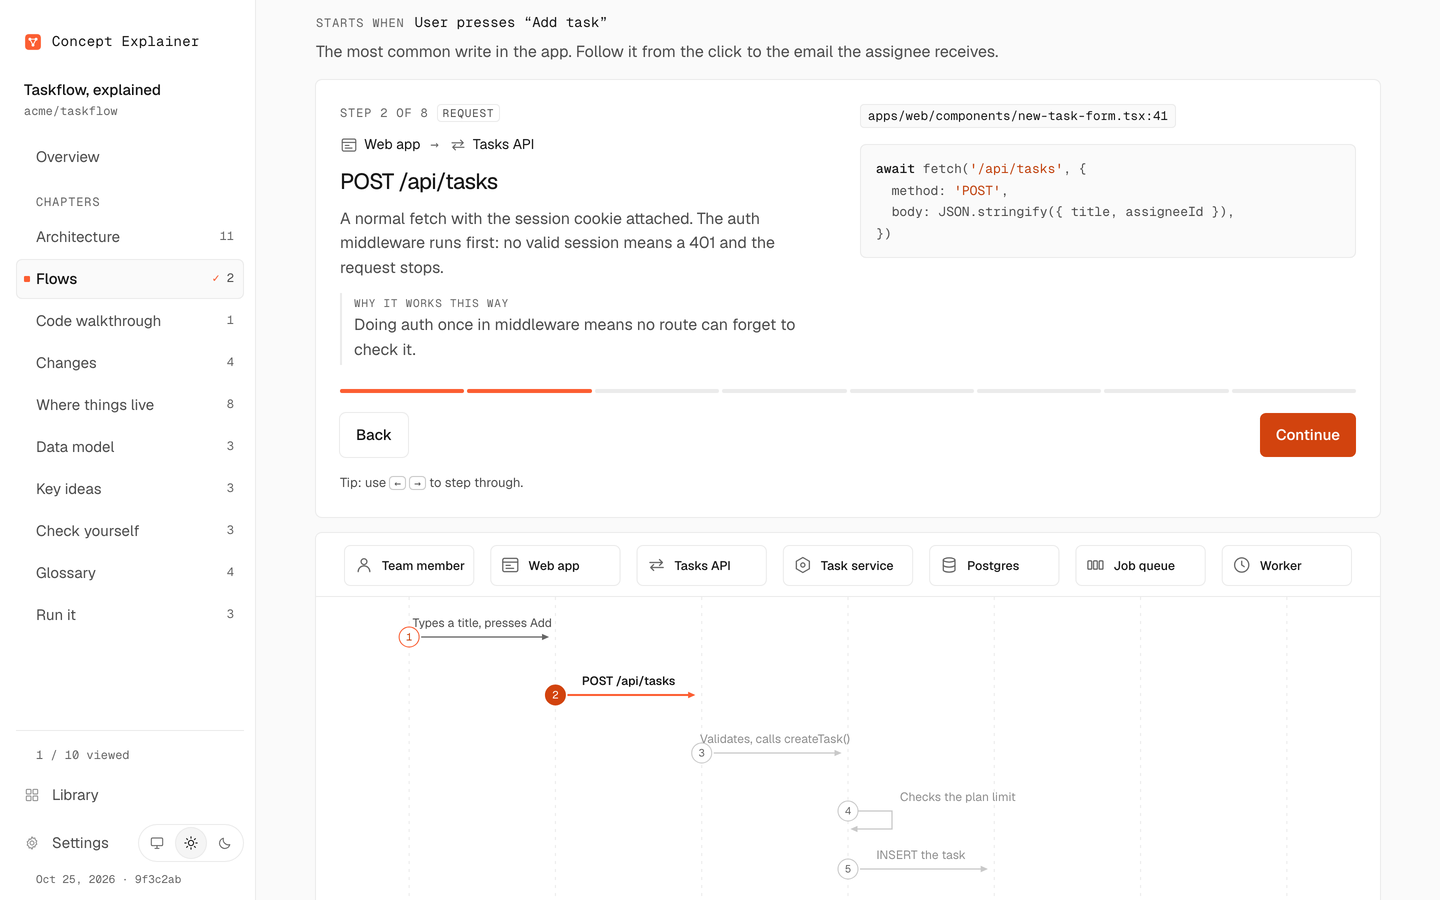 Concept Explainer
Taskflow, explained
acme/taskflow
Overview
CHAPTERS
Architecture 11
Flows ✓ 2
Code walkthrough 1
Changes 4
Where things live 8
Data model 3
Key ideas 3
Check yourself 3
Glossary 4
Run it 3
1 / 10 viewed
Library
Settings
Oct 25, 2026 · 9f3c2ab
STARTS WHEN User presses “Add task”
The most common write in the app. Follow it from the click to the email the assignee receives.
STEP 2 OF 8 REQUEST
Web app → Tasks API
POST /api/tasks
A normal fetch with the session cookie attached. The auth
middleware runs first: no valid session means a 401 and the
request stops.
WHY IT WORKS THIS WAY
Doing auth once in middleware means no route can forget to
check it.
apps/web/components/new-task-form.tsx:41
await fetch('/api/tasks', {
  method: 'POST',
  body: JSON.stringify({ title, assigneeId }),
})
Back
Continue
Tip: use ← → to step through.
Team member
Web app
Tasks API
Task service
Postgres
Job queue
Worker
Types a title, presses Add
1
POST /api/tasks
2
Validates, calls createTask()
3
Checks the plan limit
4
INSERT the task
5